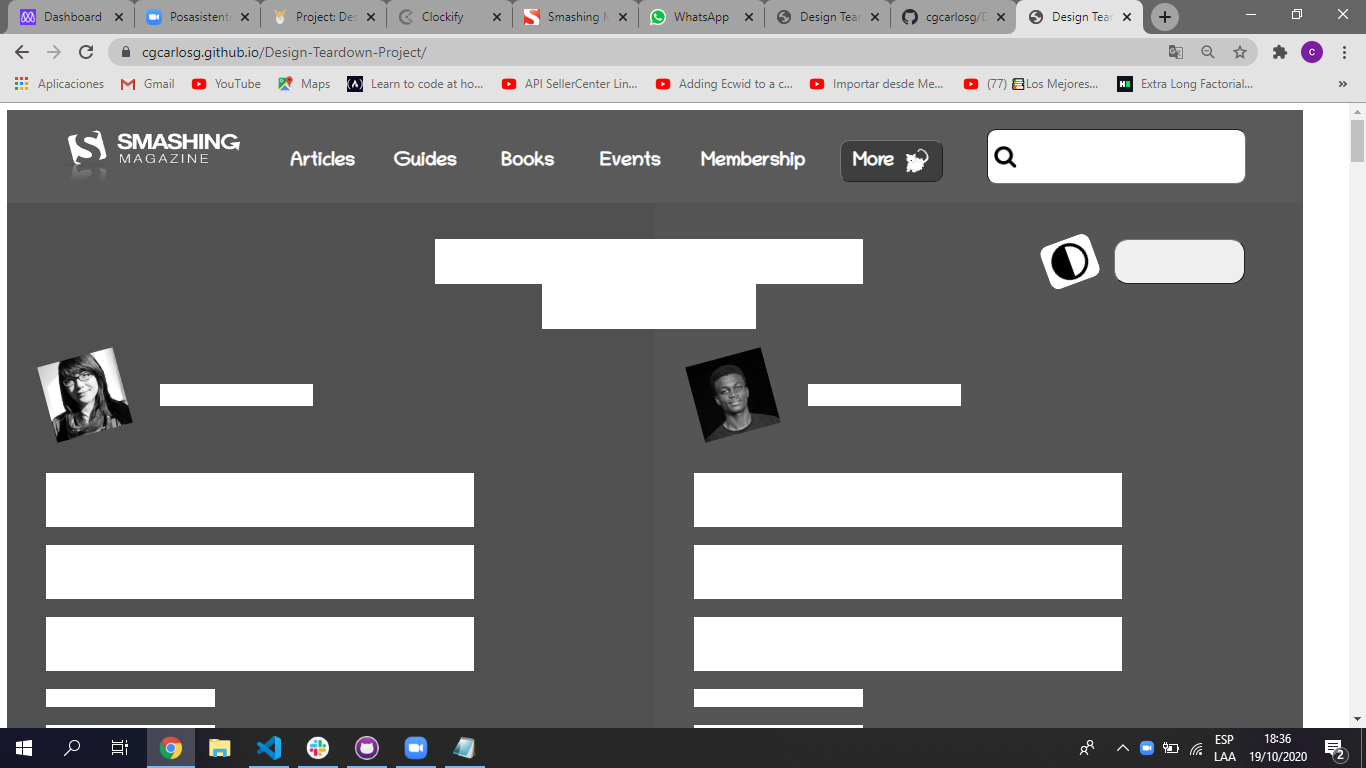 Dashboard
Posasistent
Project: Des
Clockify
Smashing M
WhatsApp
Design Tear
cgcarlosg/D
Design Tear
cgcarlosg.github.io/Design-Teardown-Project/
c
Aplicaciones
Gmail
YouTube
Maps
Learn to code at ho...
API SellerCenter Lin...
Adding Ecwid to a c...
Importar desde Me...
(77) Los Mejores...
Extra Long Factorial...
SMASHING
MAGAZINE
Articles
Guides
Books
Events
Membership
More
ESP
LAA
18:36
19/10/2020
2